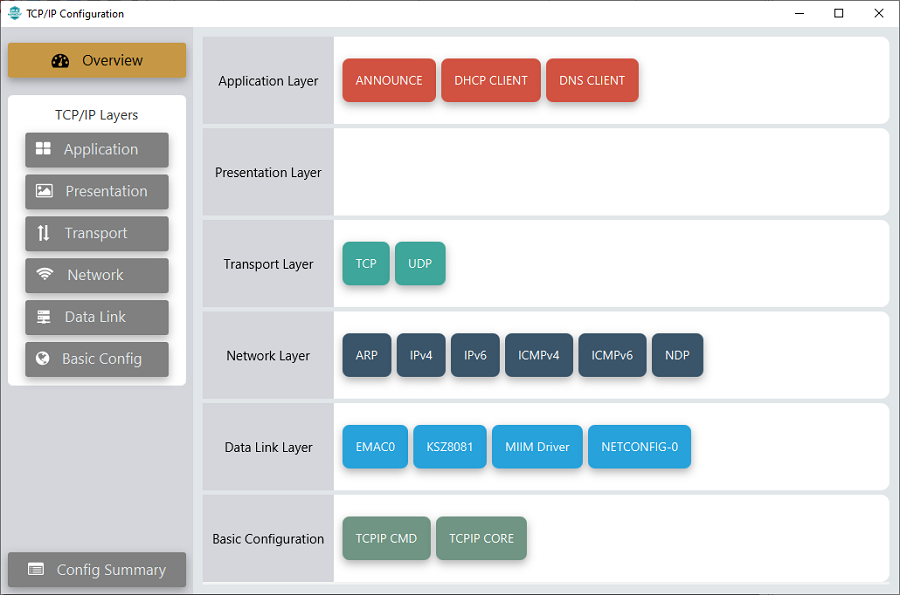 TCP/IP Configuration
Overview
TCP/IP Layers
Application
Presentation
Transport
Network
Data Link
Basic Config
Config Summary
Application Layer
ANNOUNCE DHCP CLIENT DNS CLIENT
Presentation Layer
Transport Layer
TCP UDP
Network Layer
ARP IPv4 IPv6 ICMPv4 ICMPv6 NDP
Data Link Layer
EMAC0 KSZ8081 MIIM Driver NETCONFIG-0
Basic Configuration
TCPIP CMD TCPIP CORE